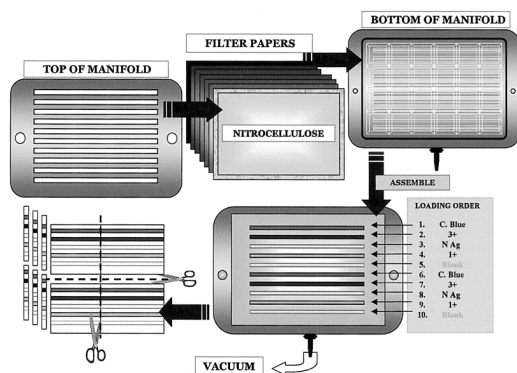 BOTTOM OF MANIFOLD
FILTER PAPERS
TOP OF MANIFOLD
NITROCELLULOSE
ASSEMBLE
LOADING ORDER
1. C. Blue
2. 3+
3. N Ag
4. 1+
5. Blank
6. C. Blue
7. 3+
8. N Ag
9. 1+
10. Blank
VACUUM